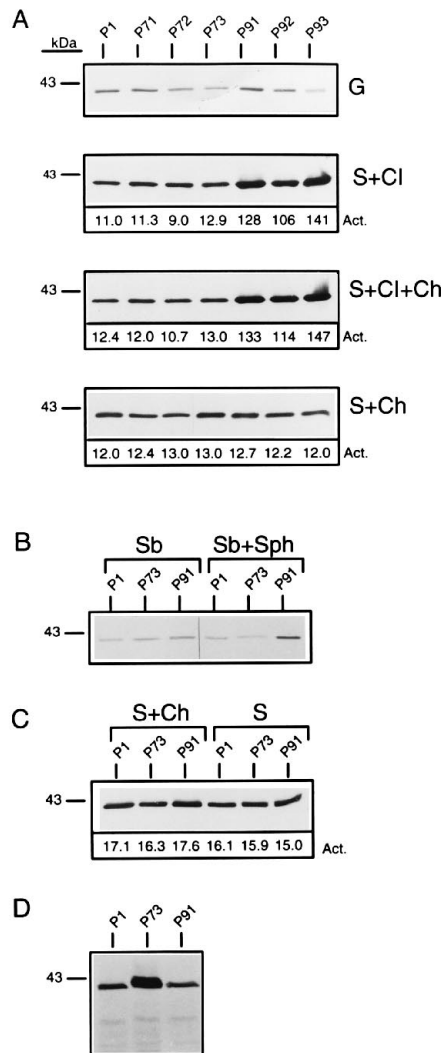 A
kDa P1 P71 P72 P73 P91 P92 P93
43 G
43 S+Cl
11.0 11.3 9.0 12.9 128 106 141 Act.
43 S+Cl+Ch
12.4 12.0 10.7 13.0 133 114 147 Act.
43 S+Ch
12.0 12.4 13.0 13.0 12.7 12.2 12.0 Act.
B
Sb Sb+Sph
P1 P73 P91 P1 P73 P91
43
C
S+Ch S
P1 P73 P91 P1 P73 P91
43
17.1 16.3 17.6 16.1 15.9 15.0 Act.
D
P1 P73 P91
43